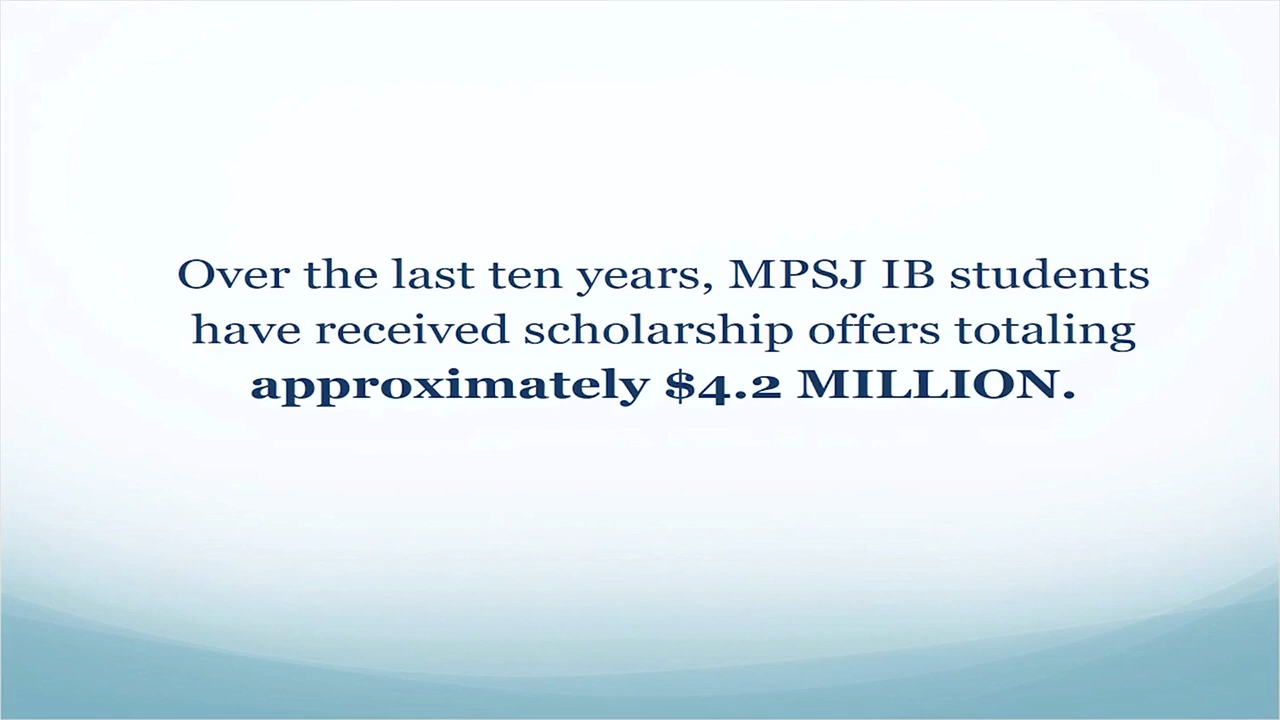 Over the last ten years, MPSJ IB students
have received scholarship offers totaling
approximately $4.2 MILLION.